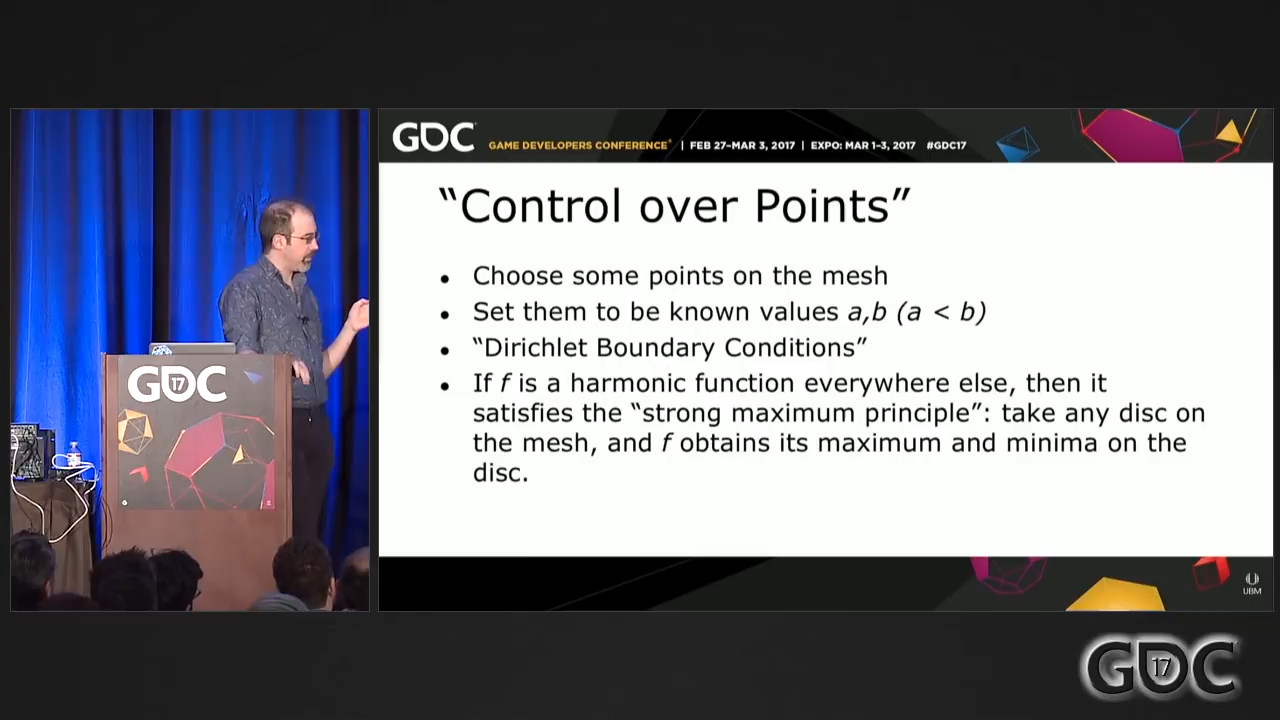 GDC
GAME DEVELOPERS CONFERENCE® | FEB 27–MAR 3, 2017 | EXPO: MAR 1–3, 2017 #GDC17
“Control over Points”
• Choose some points on the mesh
• Set them to be known values a,b (a < b)
• “Dirichlet Boundary Conditions”
• If f is a harmonic function everywhere else, then it
satisfies the “strong maximum principle”: take any disc on
the mesh, and f obtains its maximum and minima on the
disc.
GDC
17
UBM
GDC
17